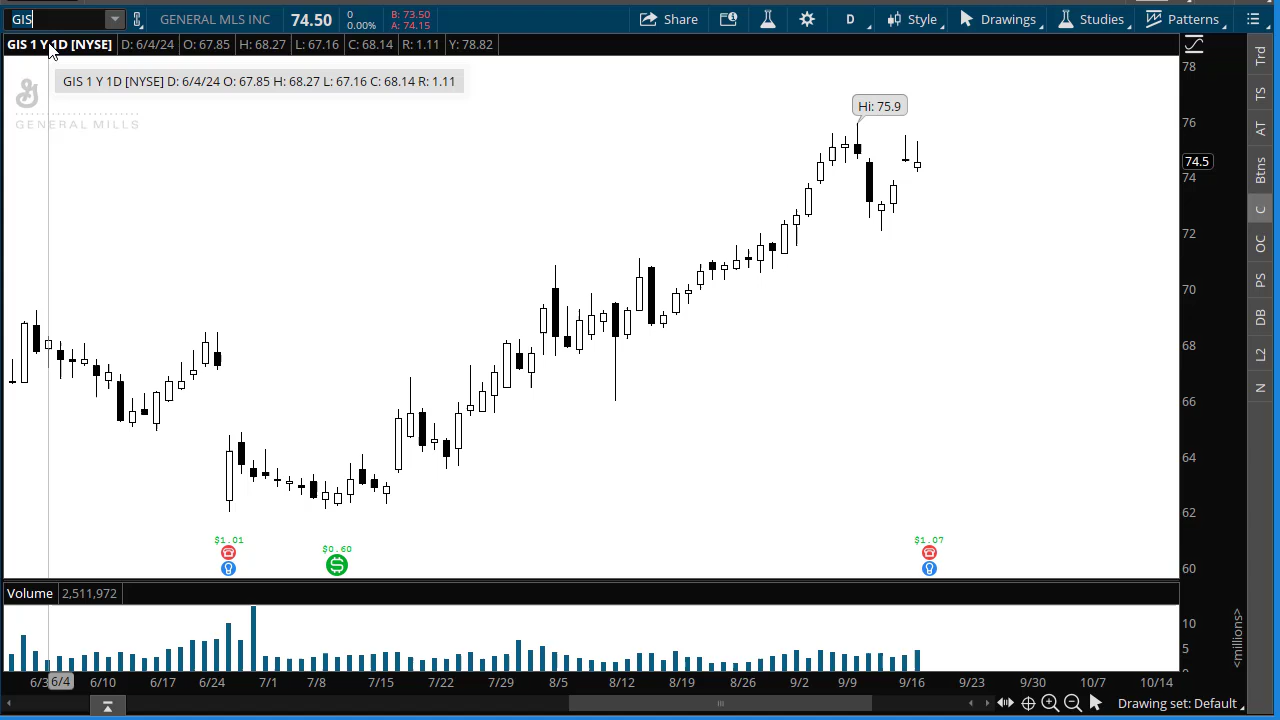 GIS GENERAL MLS INC 74.50 0 B: 73.50 Share D Style Drawings Studies Patterns
0.00% A: 74.15
GIS 1 Y 1D [NYSE] D: 6/4/24 O: 67.85 H: 68.27 L: 67.16 C: 68.14 R: 1.11 Y: 78.82
GIS 1 Y 1D [NYSE] D: 6/4/24 O: 67.85 H: 68.27 L: 67.16 C: 68.14 R: 1.11
GENERAL MILLS
Hi: 75.9
78
76
74.5
74
72
70
68
66
64
62
60
$1.01
$0.60
$1.07
Trd
TS
AT
Btns
C
OC
PS
DB
L2
N
Volume 2,511,972
10
5
<millions>
6/3 6/4 6/10 6/17 6/24 7/1 7/8 7/15 7/22 7/29 8/5 8/12 8/19 8/26 9/2 9/9 9/16 9/23 9/30 10/7 10/14
Drawing set: Default